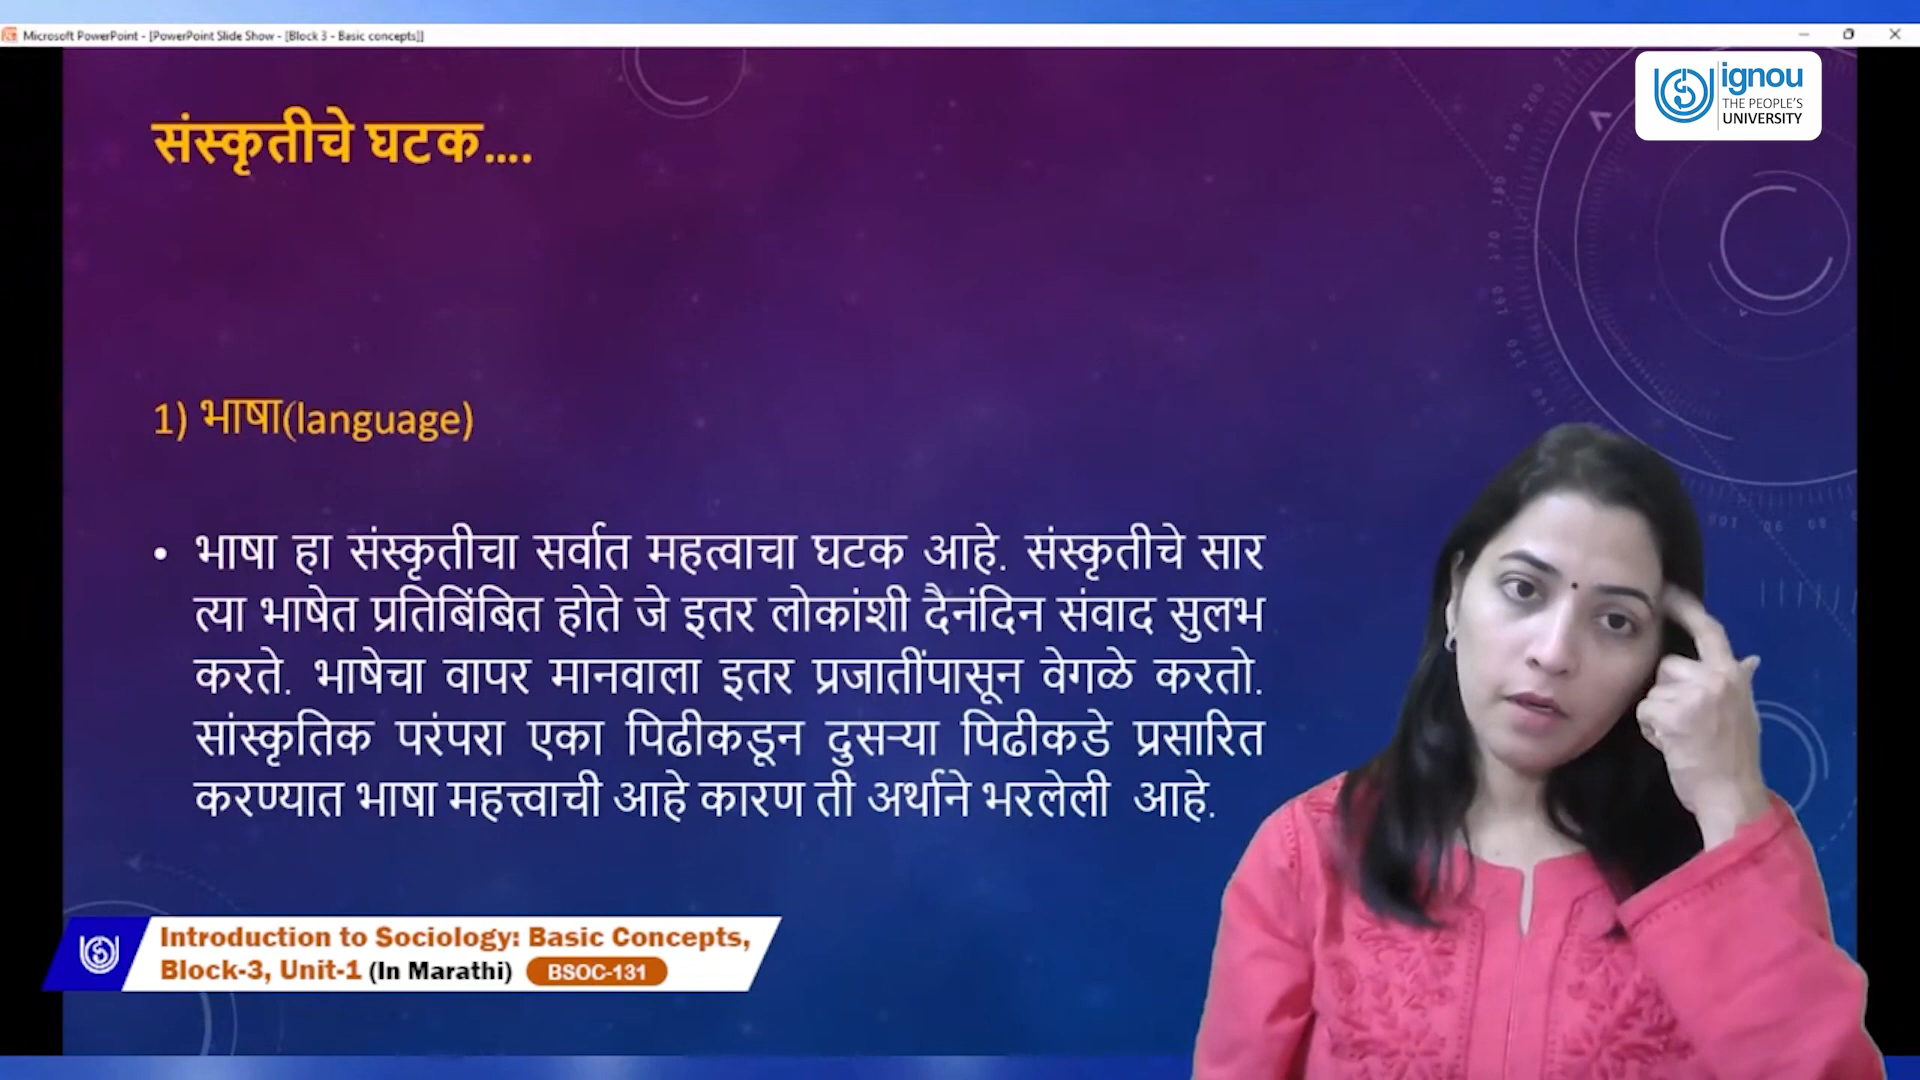 Microsoft PowerPoint - [PowerPoint Slide Show - [Block 3 - Basic concepts]]
ignou
THE PEOPLE'S
UNIVERSITY
संस्कृतीचे घटक....
1) भाषा(language)
• भाषा हा संस्कृतीचा सर्वात महत्वाचा घटक आहे. संस्कृतीचे सार
त्या भाषेत प्रतिबिंबित होते जे इतर लोकांशी दैनंदिन संवाद सुलभ
करते. भाषेचा वापर मानवाला इतर प्रजातींपासून वेगळे करतो.
सांस्कृतिक परंपरा एका पिढीकडून दुसऱ्या पिढीकडे प्रसारित
करण्यात भाषा महत्त्वाची आहे कारण ती अर्थाने भरलेली आहे.
Introduction to Sociology: Basic Concepts,
Block-3, Unit-1 (In Marathi) BSOC-131